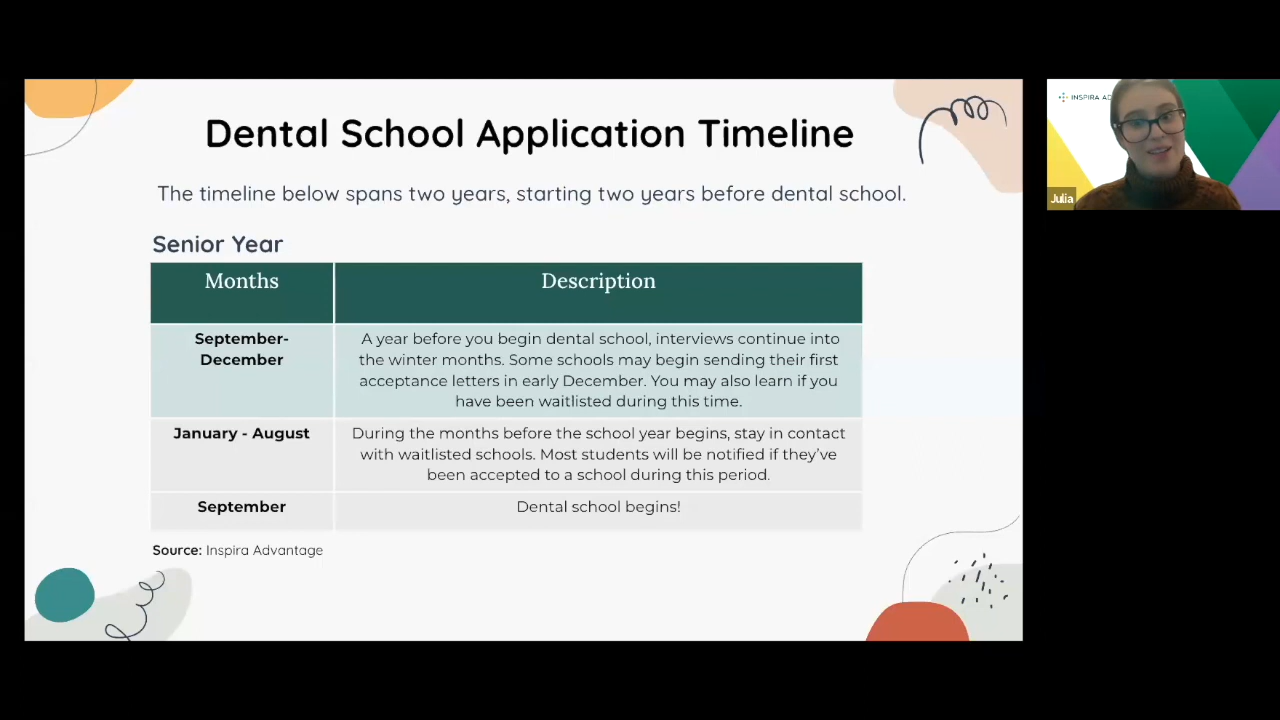 Dental School Application Timeline
The timeline below spans two years, starting two years before dental school.
Senior Year
Months
Description
September-
December
A year before you begin dental school, interviews continue into
the winter months. Some schools may begin sending their first
acceptance letters in early December. You may also learn if you
have been waitlisted during this time.
January - August
During the months before the school year begins, stay in contact
with waitlisted schools. Most students will be notified if they’ve
been accepted to a school during this period.
September
Dental school begins!
Source: Inspira Advantage
INSPIRA AD
Julia